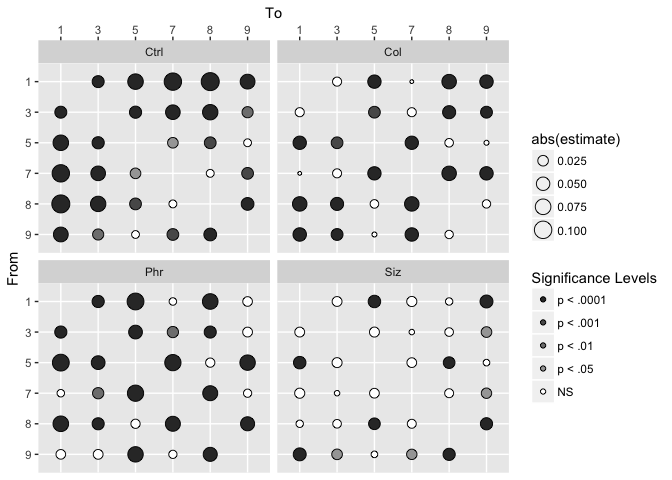 To
1 3 5 7 8 9 1 3 5 7 8 9
Ctrl Col
1
3
5
7
8
9
From
Phr Siz
1
3
5
7
8
9
abs(estimate)
0.025
0.050
0.075
0.100
Significance Levels
p < .0001
p < .001
p < .01
p < .05
NS